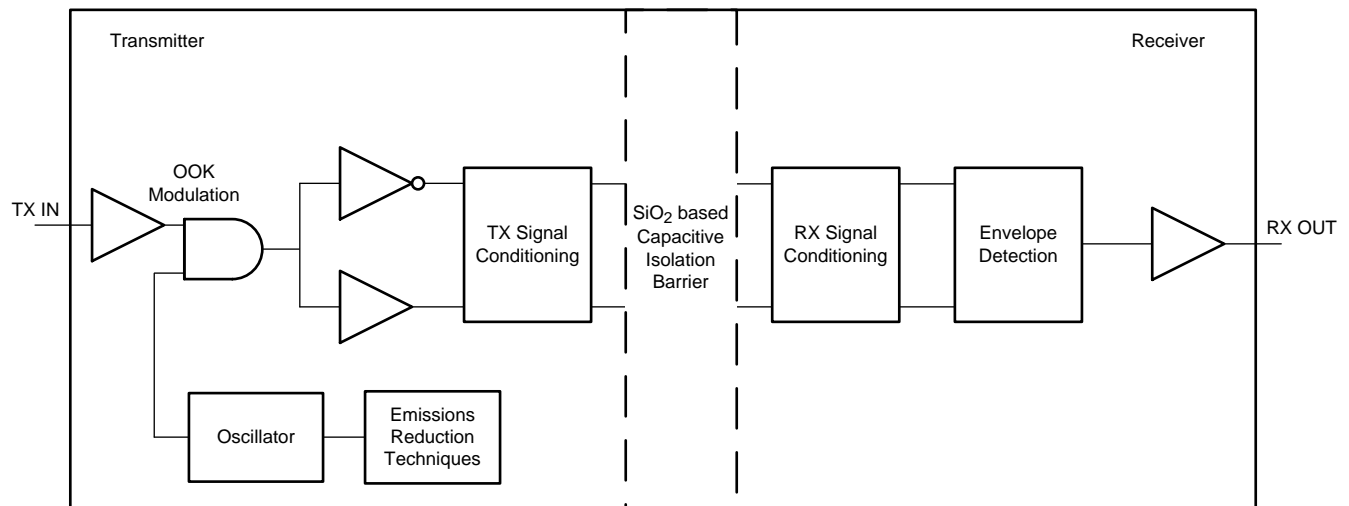 Transmitter
Receiver
OOK
Modulation
TX IN
TX Signal
Conditioning
SiO2 based
Capacitive
Isolation
Barrier
RX Signal
Conditioning
Envelope
Detection
RX OUT
Oscillator
Emissions
Reduction
Techniques